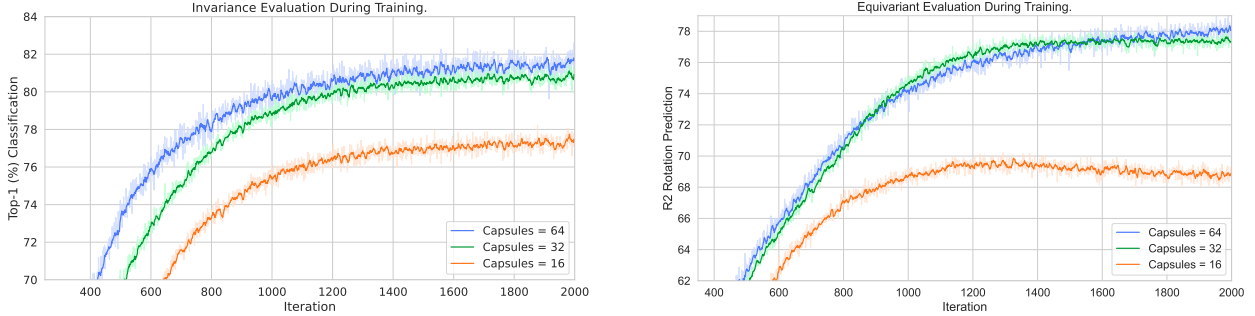 Invariance Evaluation During Training.
Top-1 (%) Classification
84
82
80
78
76
74
72
70
400 600 800 1000 1200 1400 1600 1800 2000
Iteration
Capsules = 64
Capsules = 32
Capsules = 16
Equivariant Evaluation During Training.
R2 Rotation Prediction
78
76
74
72
70
68
66
64
62
400 600 800 1000 1200 1400 1600 1800 2000
Iteration
Capsules = 64
Capsules = 32
Capsules = 16